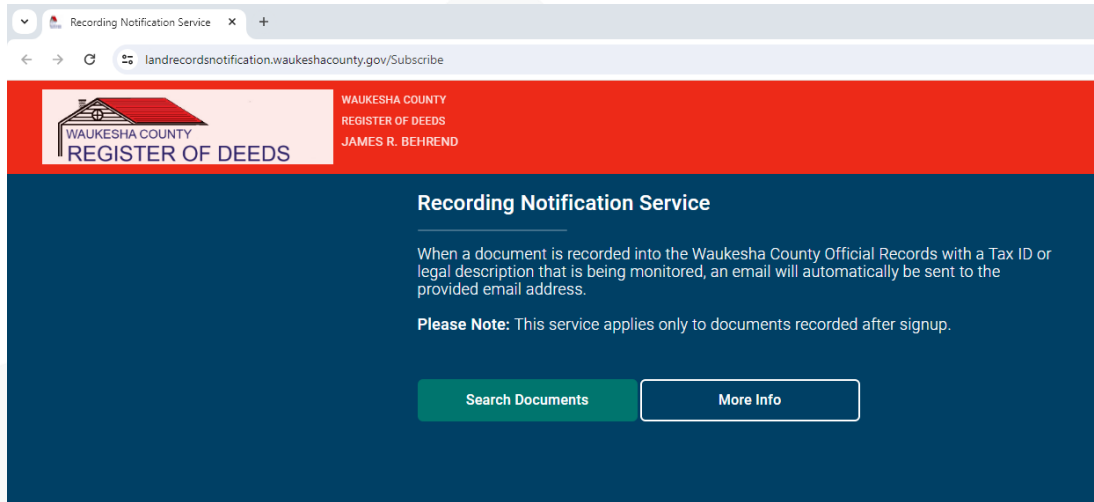 Recording Notification Service
landrecordsnotification.waukeshacounty.gov/Subscribe
WAUKESHA COUNTY
REGISTER OF DEEDS
WAUKESHA COUNTY
REGISTER OF DEEDS
JAMES R. BEHREND
Recording Notification Service
When a document is recorded into the Waukesha County Official Records with a Tax ID or
legal description that is being monitored, an email will automatically be sent to the
provided email address.
Please Note: This service applies only to documents recorded after signup.
Search Documents
More Info